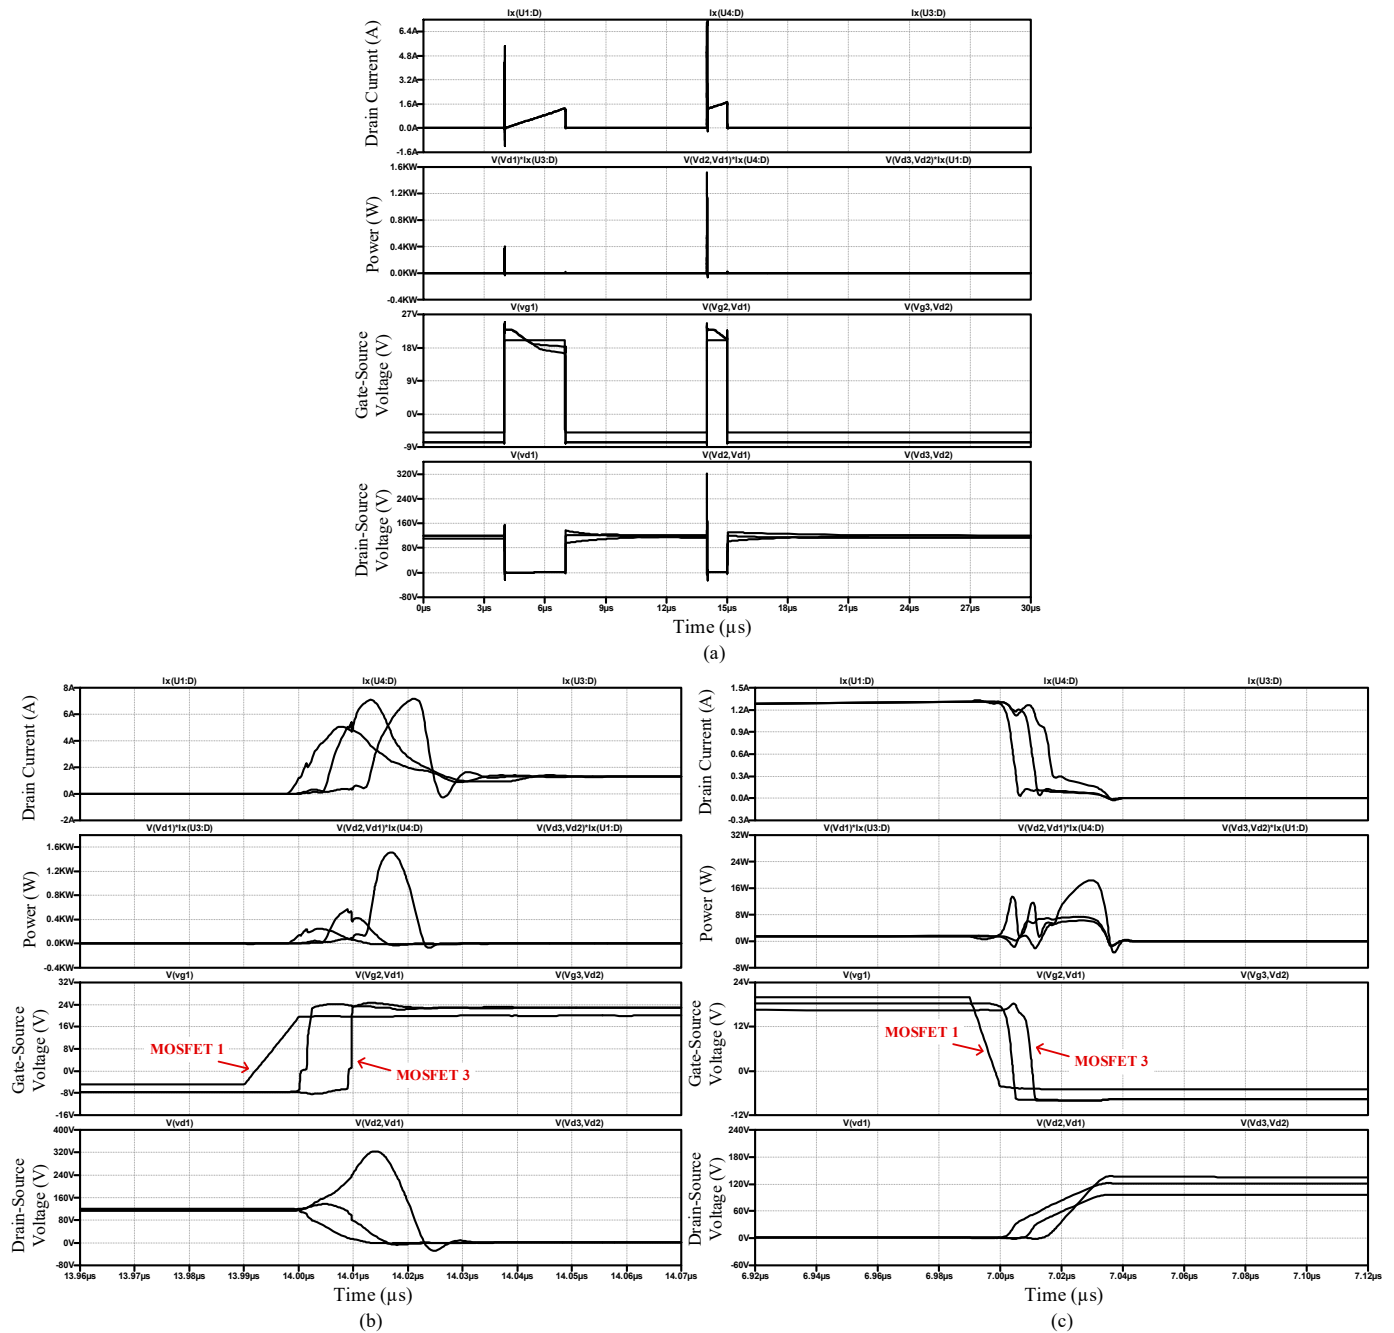 Ix(U1:D) Ix(U4:D) Ix(U3:D)
Drain Current (A)
6.4A
4.8A
3.2A
1.6A
0.0A
-1.6A
V(Vd1)*Ix(U3:D) V(Vd2,Vd1)*Ix(U4:D) V(Vd3,Vd2)*Ix(U1:D)
Power (W)
1.6KW
1.2KW
0.8KW
0.4KW
0.0KW
-0.4KW
V(vg1) V(Vg2,Vd1) V(Vg3,Vd2)
Gate-Source
Voltage (V)
27V
18V
9V
0V
-9V
V(vd1) V(Vd2,Vd1) V(Vd3,Vd2)
Drain-Source
Voltage (V)
320V
240V
160V
80V
0V
-80V
0µs 3µs 6µs 9µs 12µs 15µs 18µs 21µs 24µs 27µs 30µs
Time (µs)
(a)
Ix(U1:D) Ix(U4:D) Ix(U3:D)
Drain Current (A)
8A
6A
4A
2A
0A
-2A
V(Vd1)*Ix(U3:D) V(Vd2,Vd1)*Ix(U4:D) V(Vd3,Vd2)*Ix(U1:D)
Power (W)
1.6KW
1.2KW
0.8KW
0.4KW
0.0KW
-0.4KW
V(vg1) V(Vg2,Vd1) V(Vg3,Vd2)
Gate-Source
Voltage (V)
32V
24V
16V
8V
0V
-8V
-16V
MOSFET 1
MOSFET 3
V(vd1) V(Vd2,Vd1) V(Vd3,Vd2)
Drain-Source
Voltage (V)
400V
320V
240V
160V
80V
0V
-80V
13.96µs 13.97µs 13.98µs 13.99µs 14.00µs 14.01µs 14.02µs 14.03µs 14.04µs 14.05µs 14.06µs 14.07µs
Time (µs)
(b)
Ix(U1:D) Ix(U4:D) Ix(U3:D)
Drain Current (A)
1.5A
1.2A
0.9A
0.6A
0.3A
0.0A
-0.3A
V(Vd1)*Ix(U3:D) V(Vd2,Vd1)*Ix(U4:D) V(Vd3,Vd2)*Ix(U1:D)
Power (W)
32W
24W
16W
8W
0W
-8W
V(vg1) V(Vg2,Vd1) V(Vg3,Vd2)
Gate-Source
Voltage (V)
24V
12V
0V
-12V
MOSFET 1
MOSFET 3
V(vd1) V(Vd2,Vd1) V(Vd3,Vd2)
Drain-Source
Voltage (V)
240V
180V
120V
60V
0V
-60V
6.92µs 6.94µs 6.96µs 6.98µs 7.00µs 7.02µs 7.04µs 7.06µs 7.08µs 7.10µs 7.12µs
Time (µs)
(c)